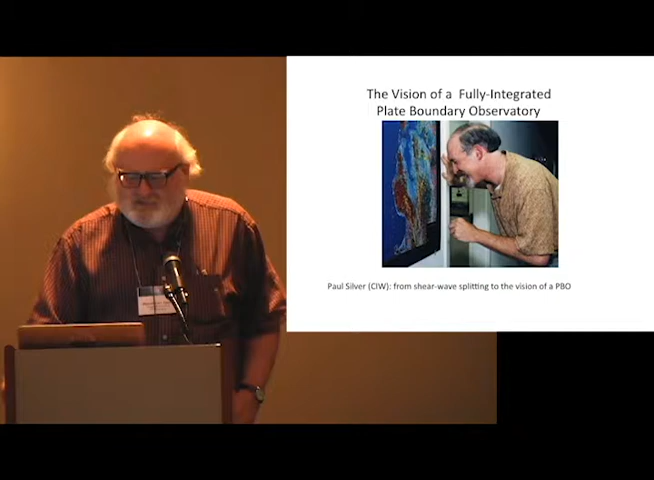 The Vision of a Fully-Integrated
Plate Boundary Observatory
Paul Silver (CIW): from shear-wave splitting to the vision of a PBO